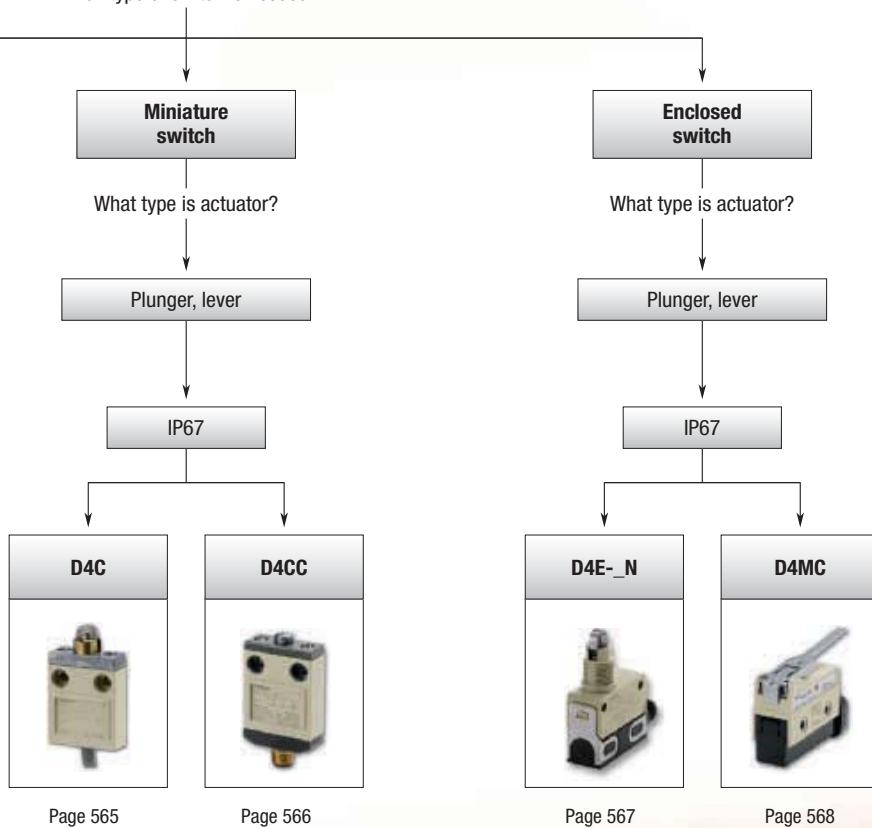 Miniature
switch
Enclosed
switch
What type is actuator?
What type is actuator?
Plunger, lever
Plunger, lever
IP67
IP67
D4C
D4CC
D4E-_N
D4MC
Page 565
Page 566
Page 567
Page 568